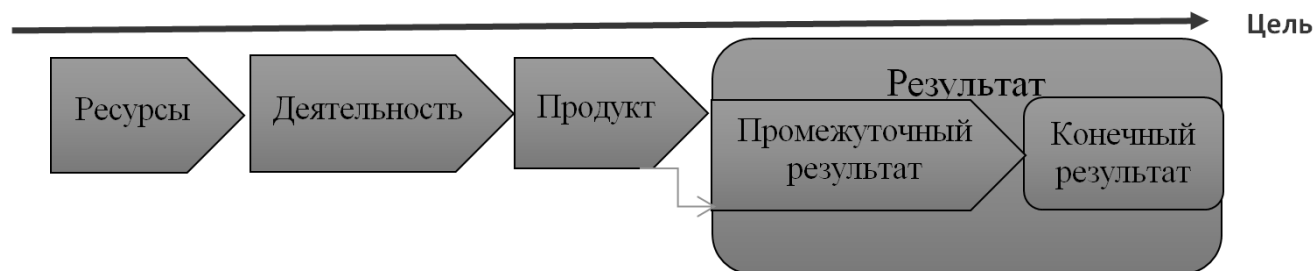 Цель
Ресурсы
Деятельность
Продукт
Результат
Промежуточный
результат
Конечный
результат